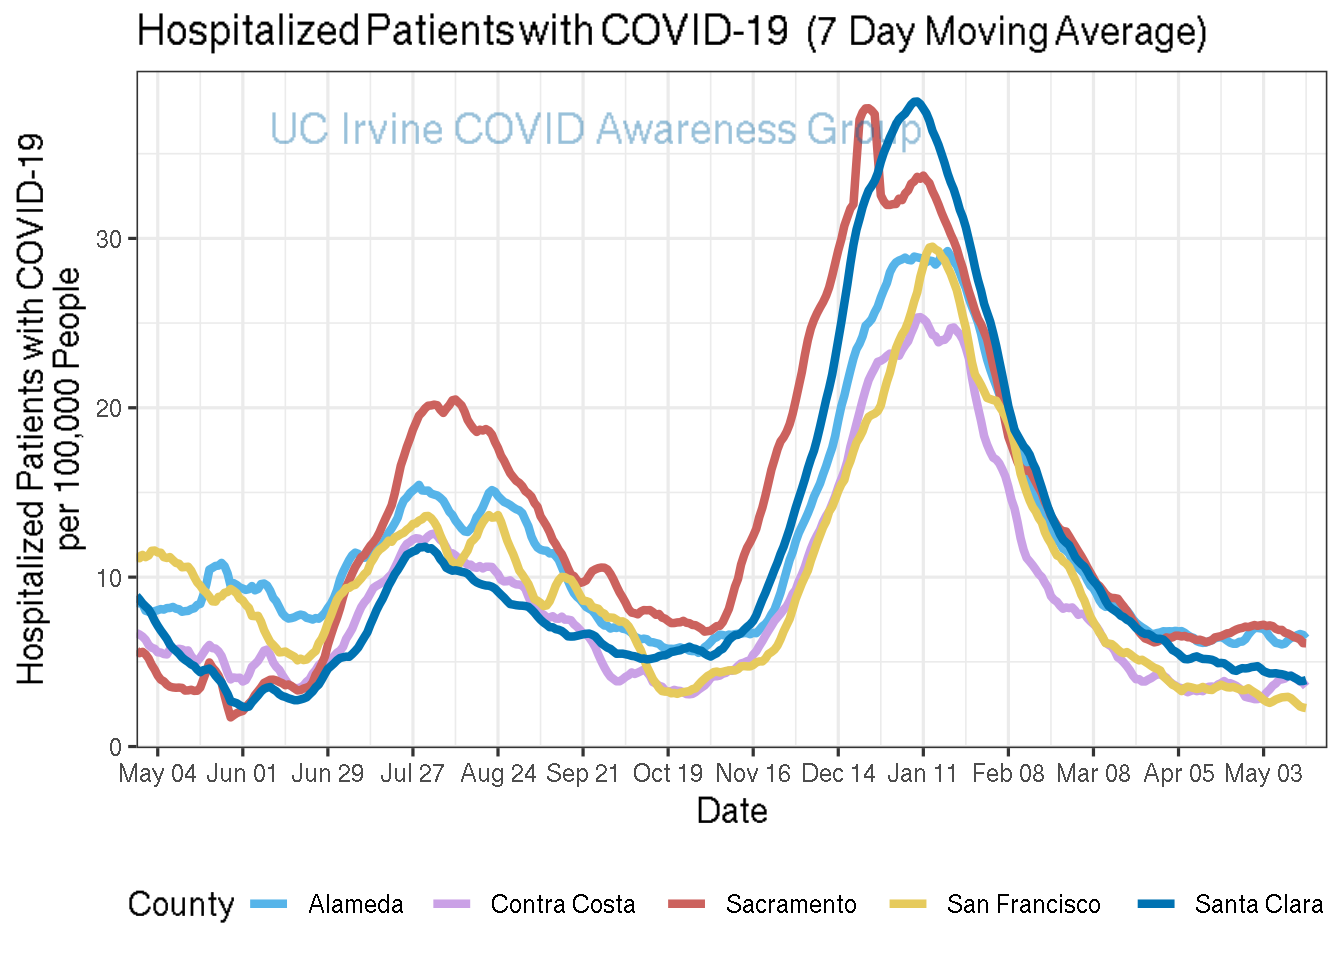 Hospitalized Patients with COVID-19 (7 Day Moving Average)
UC Irvine COVID Awareness Group
Hospitalized Patients with COVID-19
per 100,000 People
30
20
10
0
May 04 Jun 01 Jun 29 Jul 27 Aug 24 Sep 21 Oct 19 Nov 16 Dec 14 Jan 11 Feb 08 Mar 08 Apr 05 May 03
Date
County Alameda Contra Costa Sacramento San Francisco Santa Clara